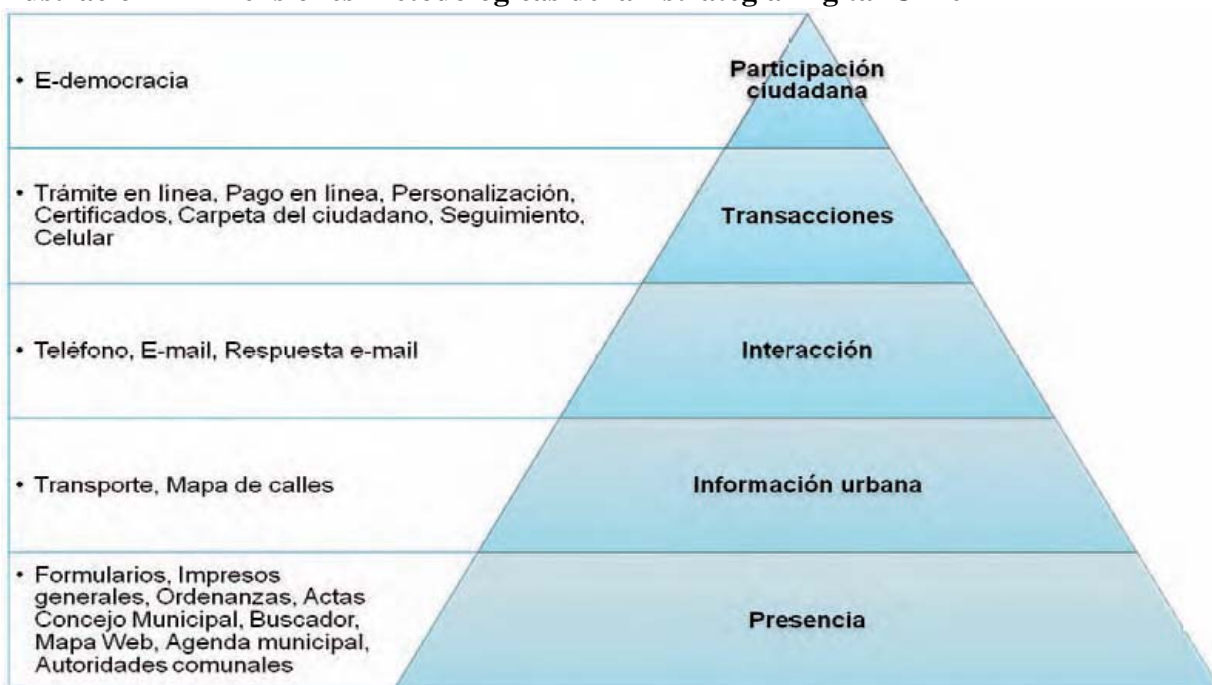 • E-democracia
Participación
ciudadana
• Trámite en línea, Pago en línea, Personalización,
Certificados, Carpeta del ciudadano, Seguimiento,
Celular
Transacciones
• Teléfono, E-mail, Respuesta e-mail
Interacción
• Transporte, Mapa de calles
Información urbana
• Formularios, Impresos
generales, Ordenanzas, Actas
Concejo Municipal, Buscador,
Mapa Web, Agenda municipal,
Autoridades comunales
Presencia